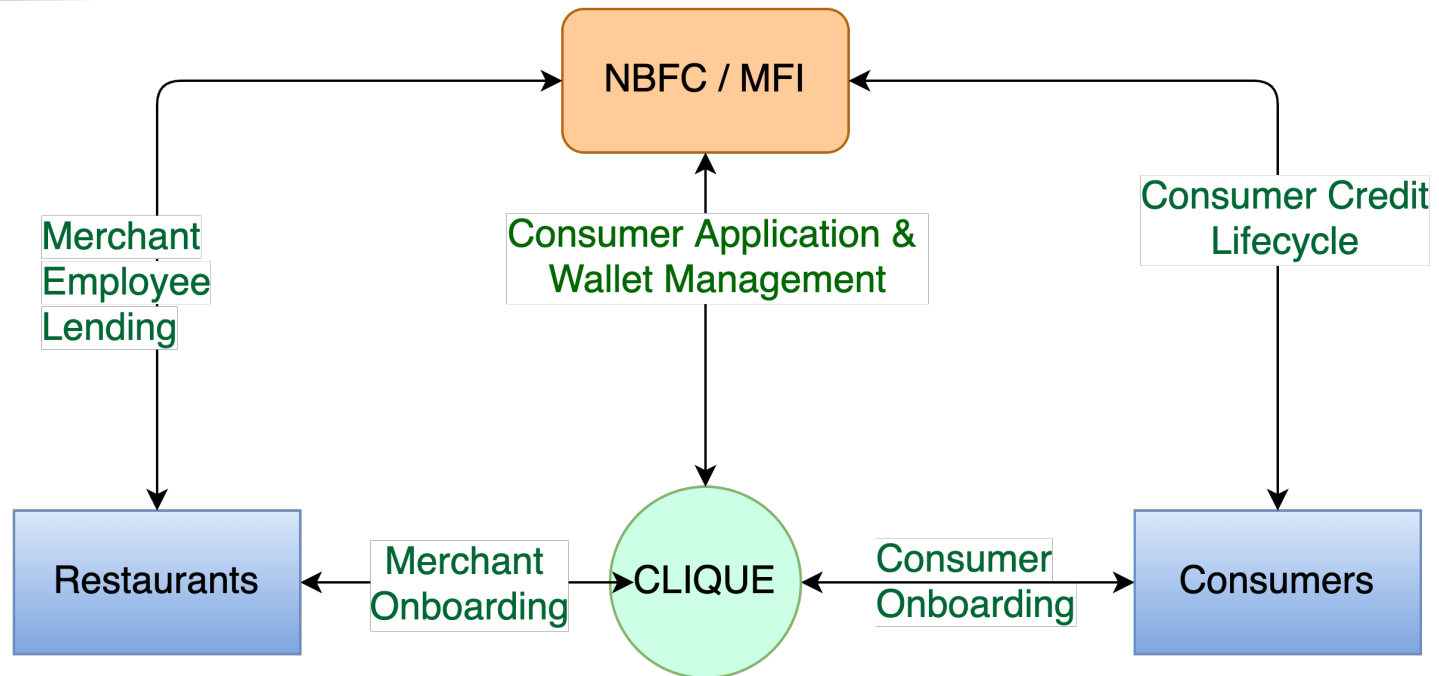 NBFC / MFI
Merchant
Employee
Lending
Consumer Application &
Wallet Management
Consumer Credit
Lifecycle
Restaurants
Merchant
Onboarding
CLIQUE
Consumer
Onboarding
Consumers